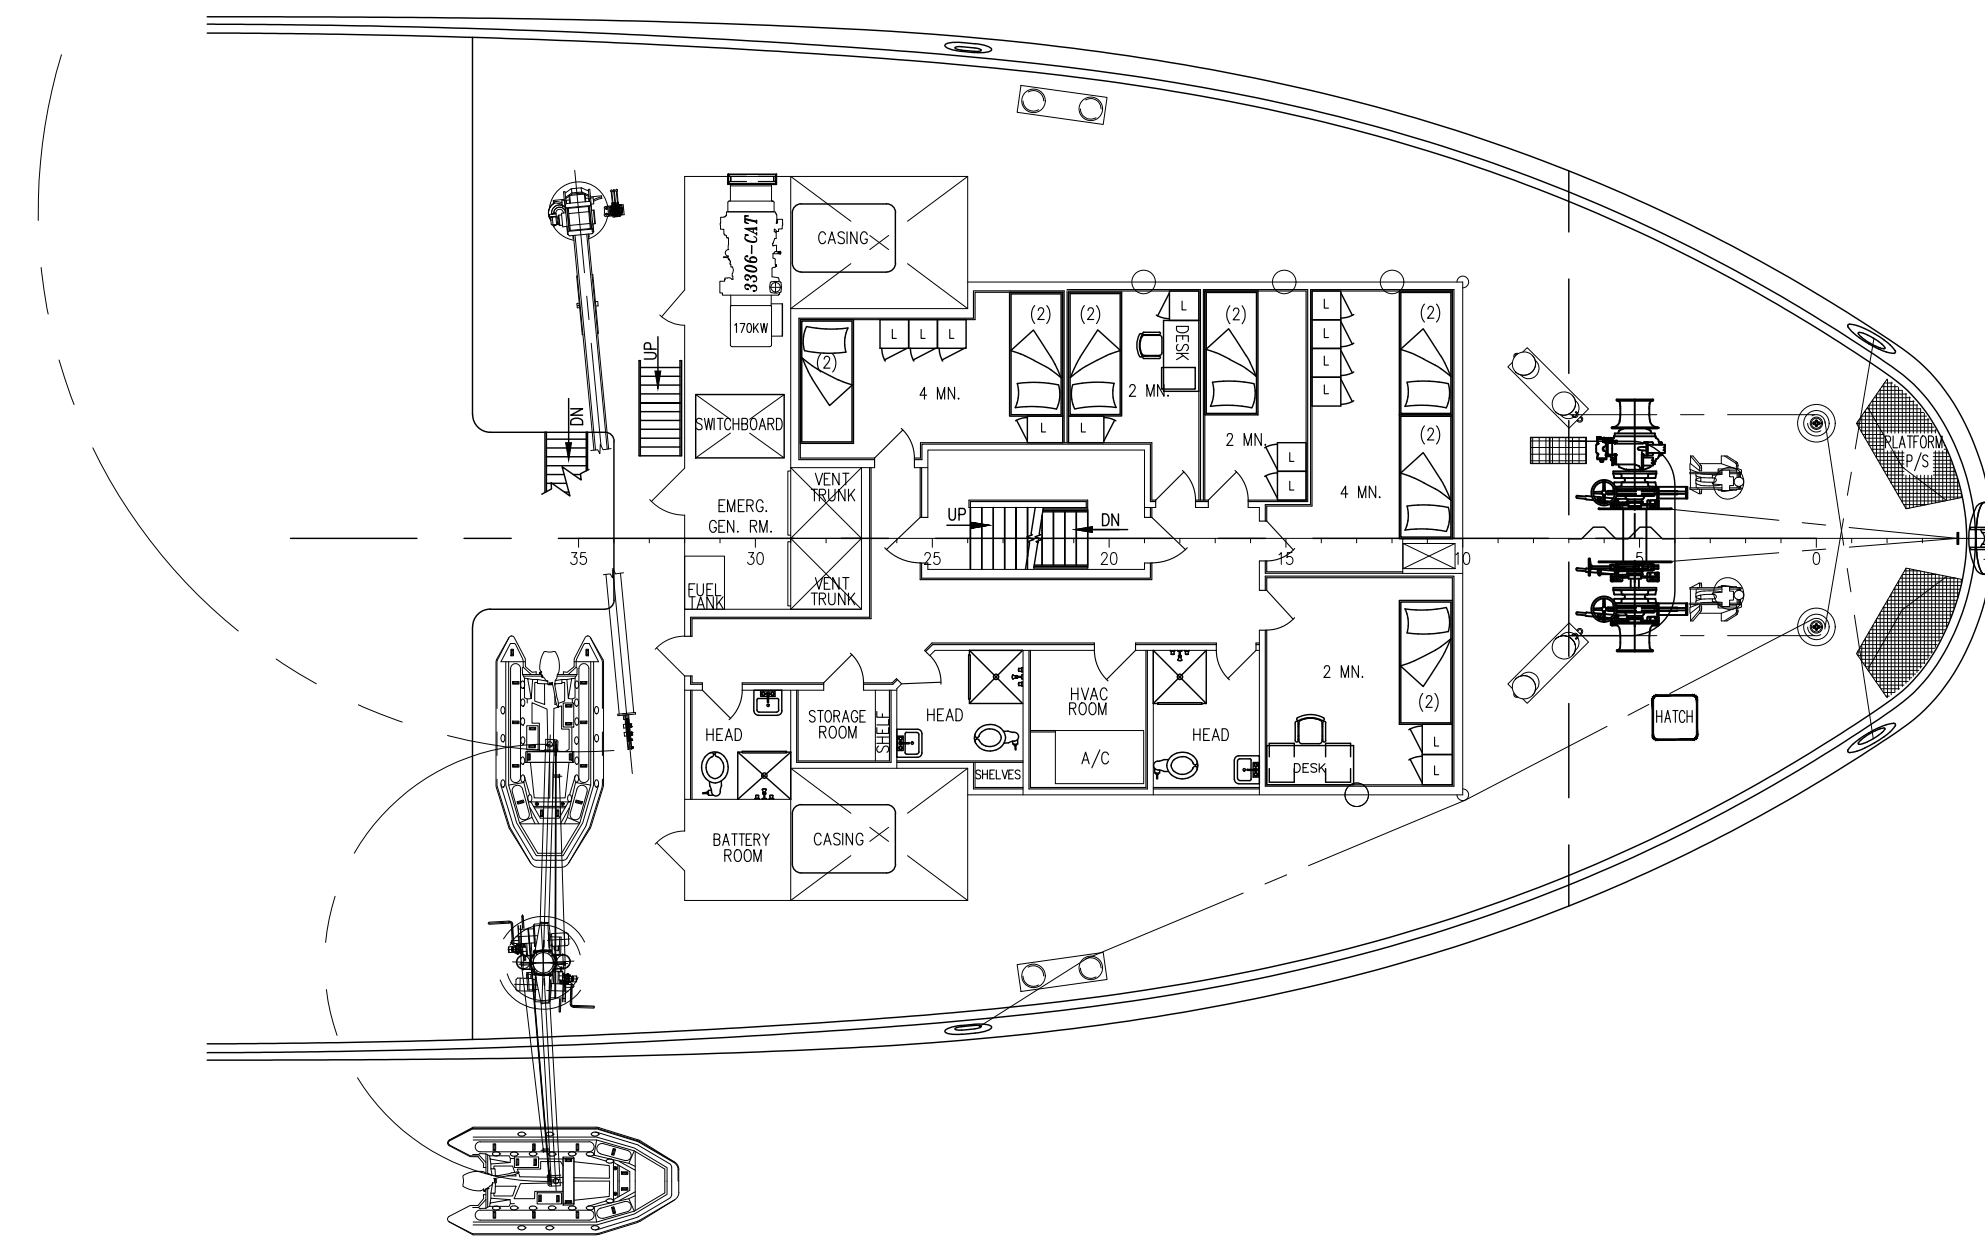 3306-CAT
CASING
170KW
UP
DN
SWITCHBOARD
(2)
L
L
L
4 MN.
(2)
L
(2)
L
2 MN.
L
DESK
(2)
2 MN.
L
L
L
L
L
L
4 MN.
(2)
(2)
VENT
TRUNK
EMERG.
GEN. RM.
UP
DN
35
30
25
20
15
10
5
0
FUEL
TANK
VENT
TRUNK
PLATFORM
P/S
HEAD
STORAGE
ROOM
SHELF
HEAD
SHELVES
HVAC
ROOM
A/C
HEAD
2 MN.
(2)
DESK
L
L
HATCH
BATTERY
ROOM
CASING